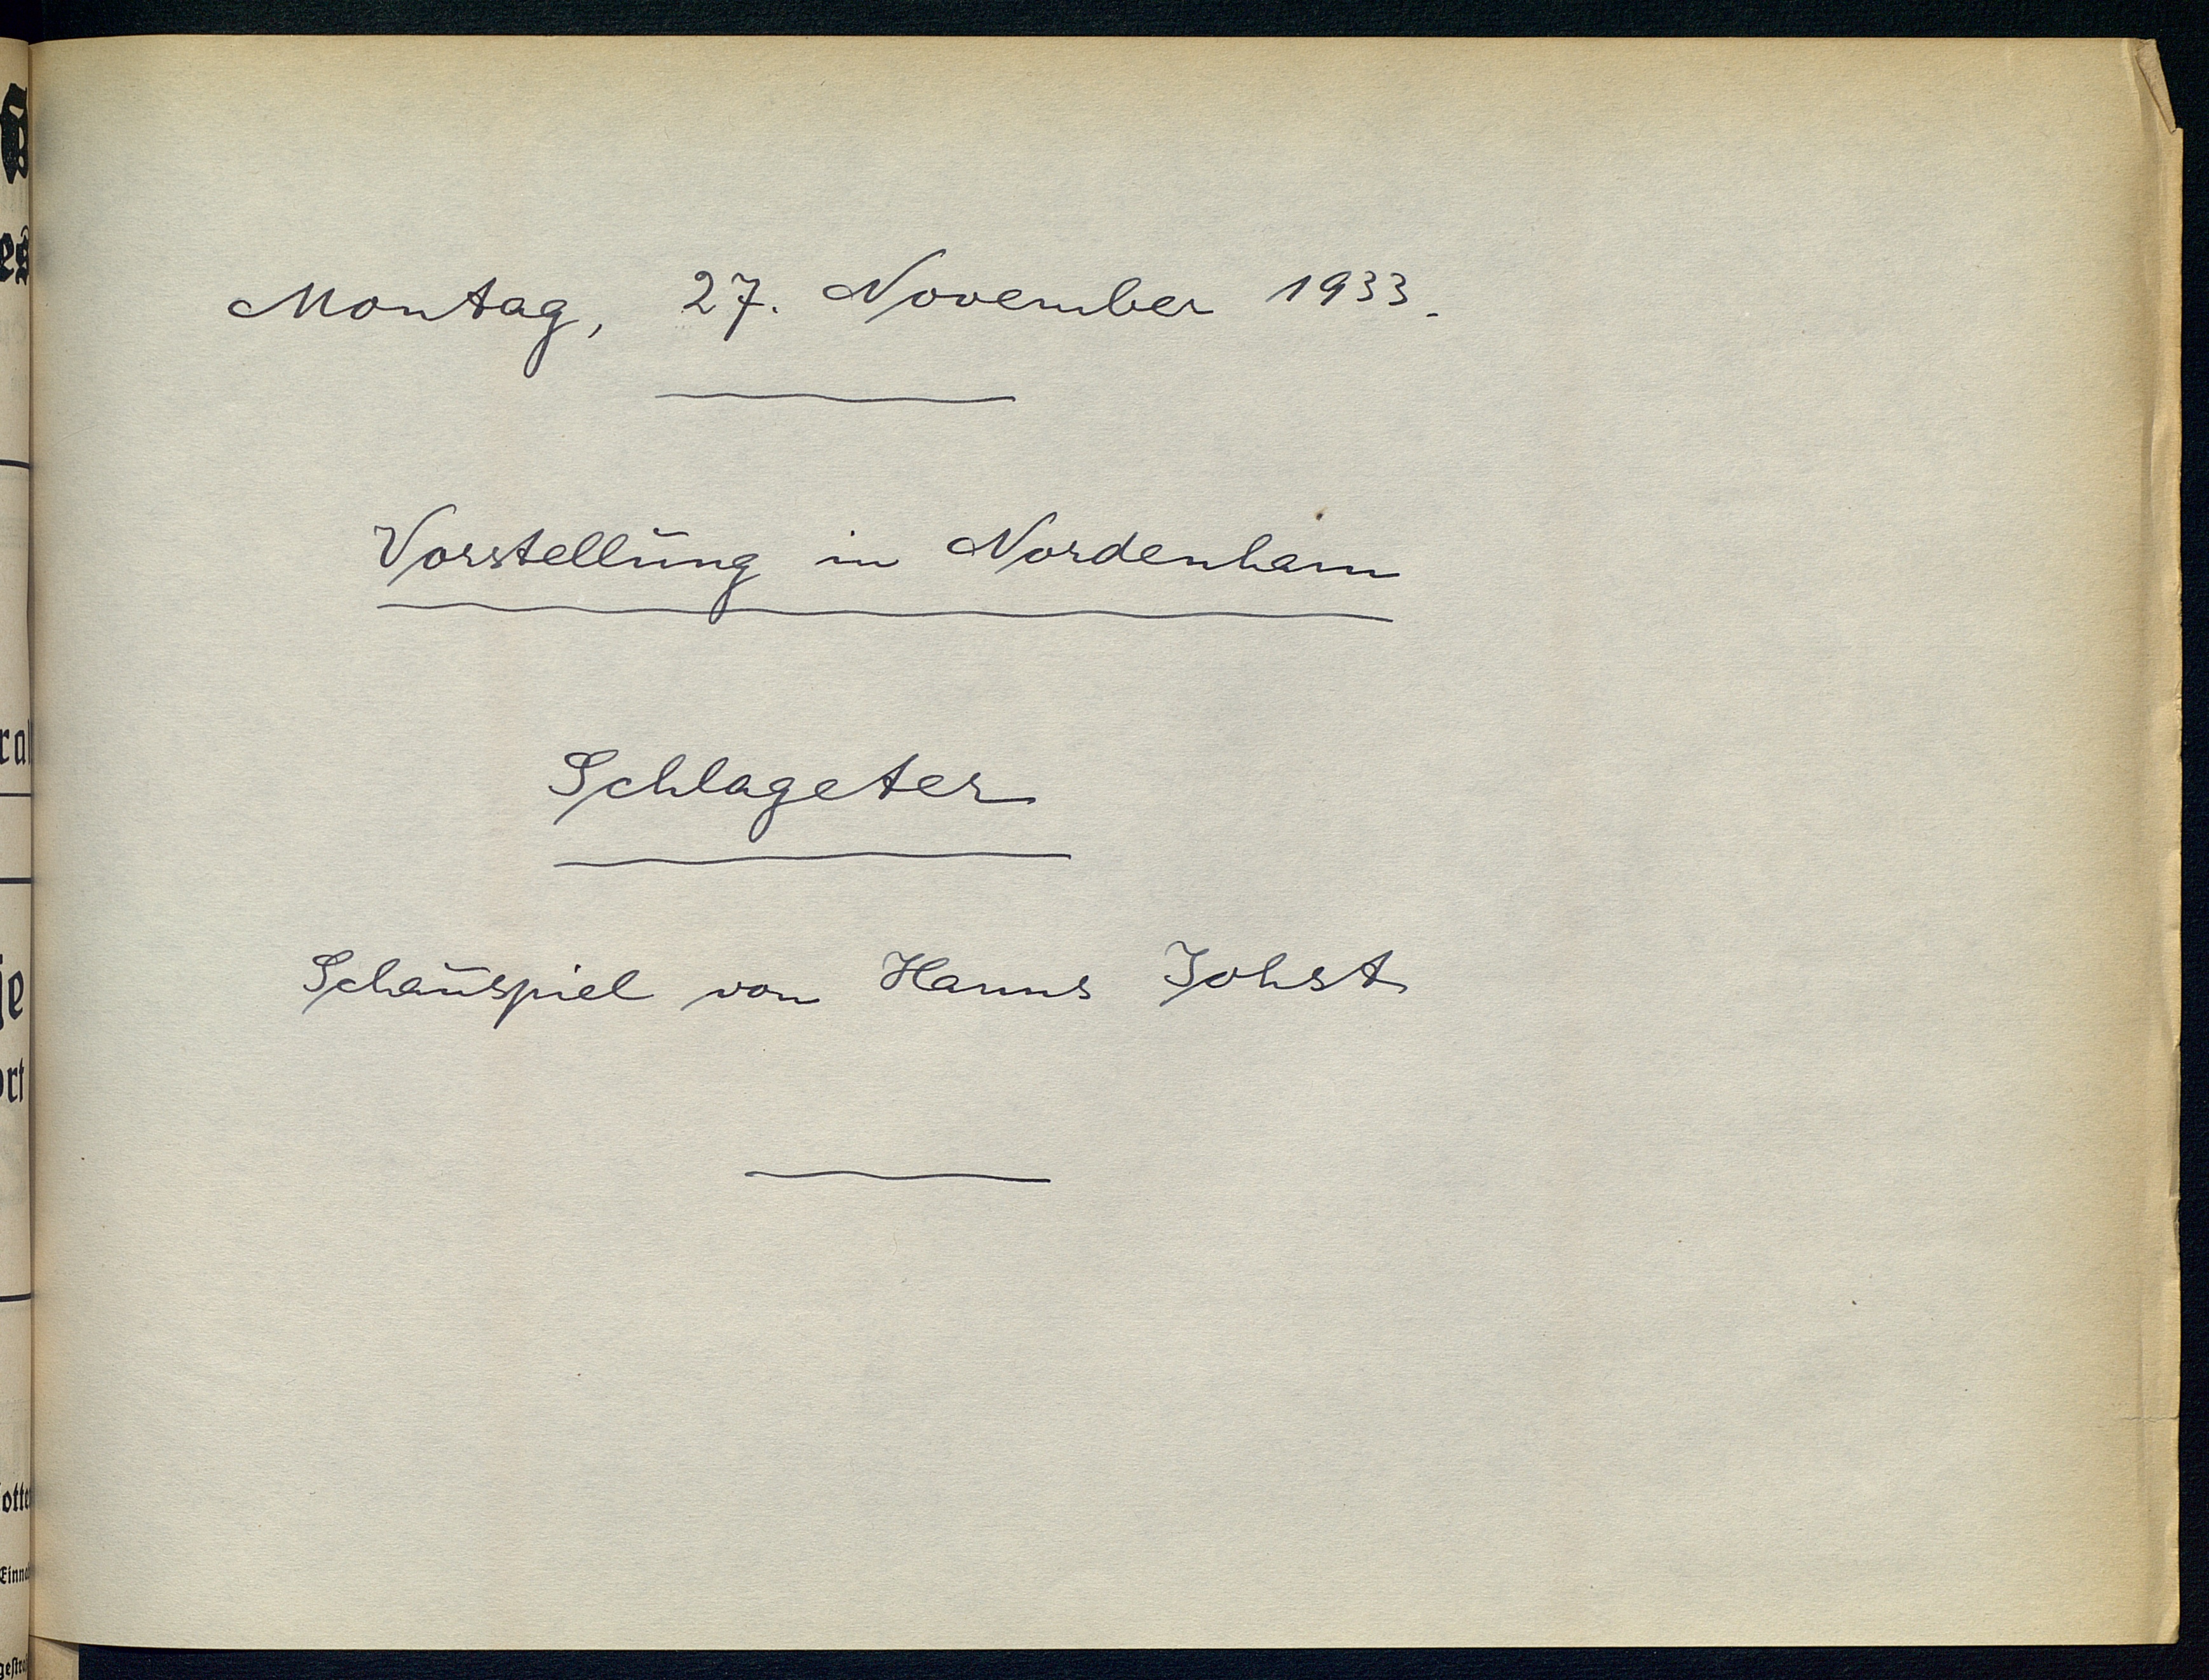 Montag, 27. November 1933.
Vorstellung in Nordenham
Schlageter
Schauspiel von Hanns Johst